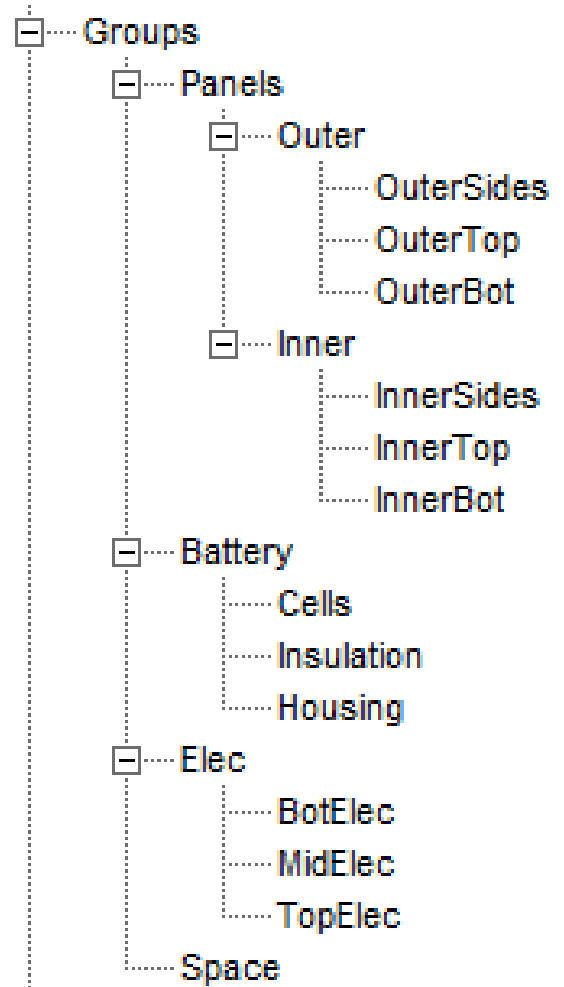 Groups
Panels
Outer
OuterSides
OuterTop
OuterBot
Inner
InnerSides
InnerTop
InnerBot
Battery
Cells
Insulation
Housing
Elec
BotElec
MidElec
TopElec
Space